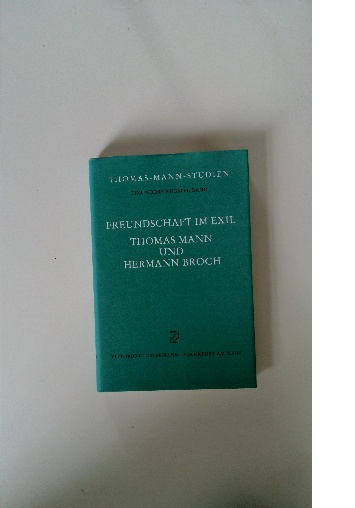 THOMAS-MANN-STUDIEN
FREUNDSCHAFT IM EXIL
THOMAS MANN
UND
HERMANN BROCH